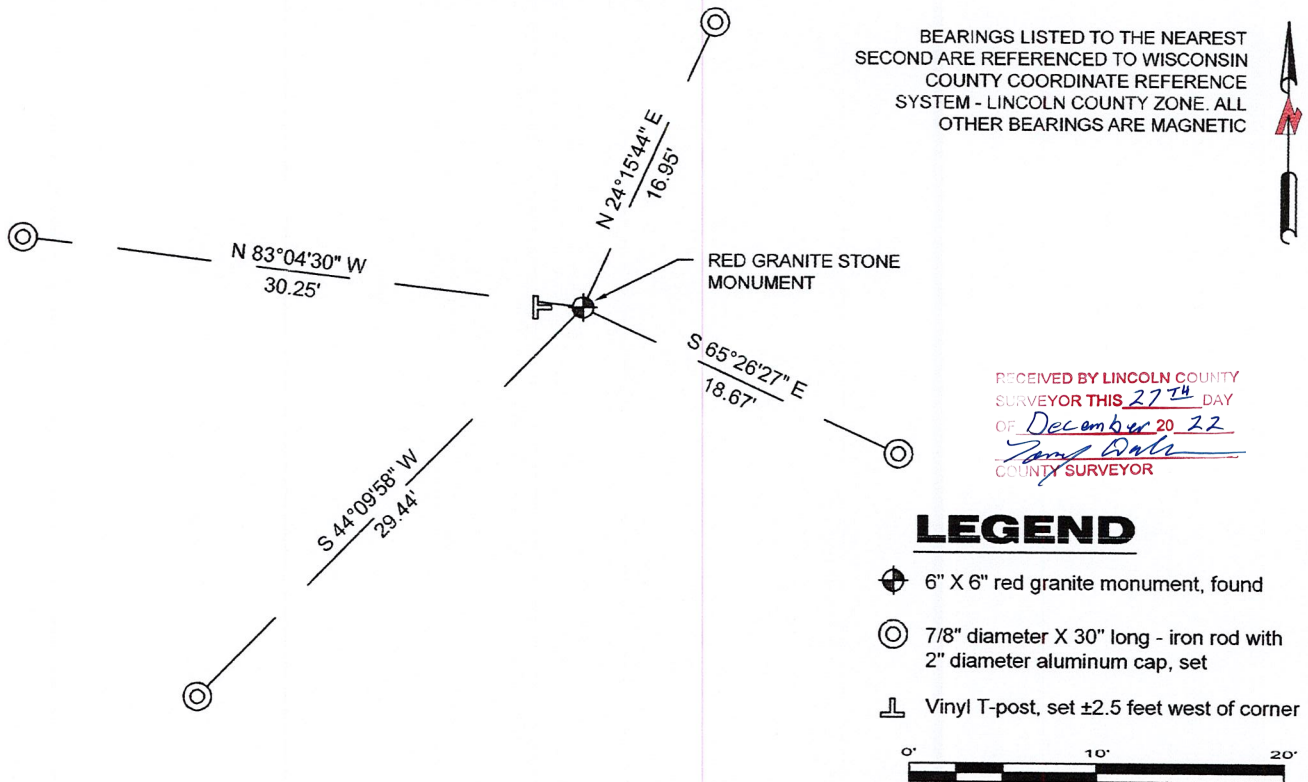 BEARINGS LISTED TO THE NEAREST
SECOND ARE REFERENCED TO WISCONSIN
COUNTY COORDINATE REFERENCE
SYSTEM - LINCOLN COUNTY ZONE. ALL
OTHER BEARINGS ARE MAGNETIC
N
N 24°15'44" E
16.95'
N 83°04'30" W
30.25'
RED GRANITE STONE
MONUMENT
S 65°26'27" E
18.67'
S 44°09'58" W
29.44'
RECEIVED BY LINCOLN COUNTY
SURVEYOR THIS 27TH DAY
OF December 20 22
COUNTY SURVEYOR
LEGEND
6" X 6" red granite monument, found
7/8" diameter X 30" long - iron rod with
2" diameter aluminum cap, set
Vinyl T-post, set ±2.5 feet west of corner
0' 10' 20'